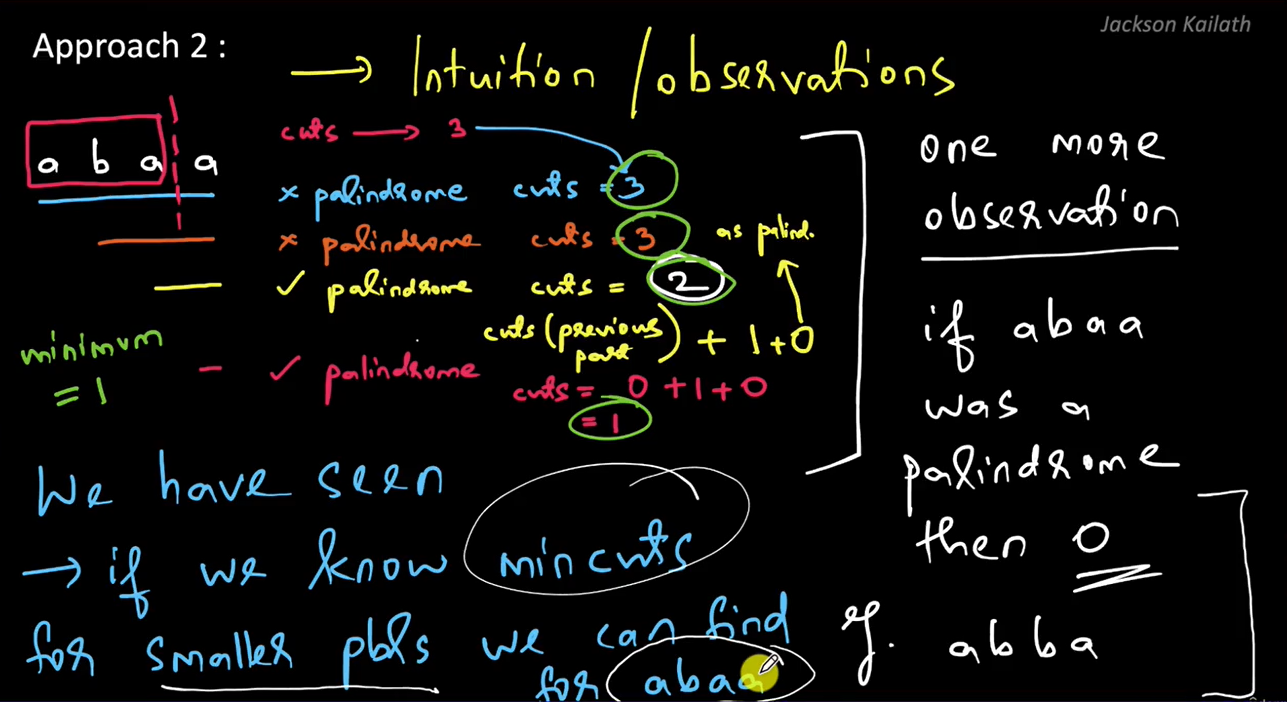 Jackson Kailath
Approach 2 :
→ Intuition / observations
a b a a
cuts → 3
× palindrome cuts = 3
× palindrome cuts = 3
✓ palindrome cuts = 2
as palind.
cuts (previous part) + 1 + 0
minimum
= 1
✓ palindrome
cuts = 0 + 1 + 0
= 1
We have seen
→ if we know mincuts
for smaller pbls we can find
for abaa
one more
observation
if abaa
was a
palindrome
then 0
eg. abba